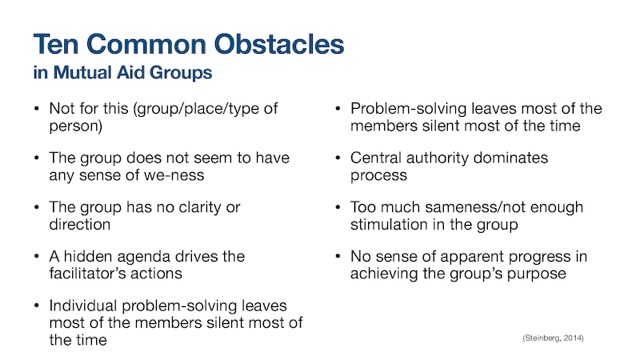 Ten Common Obstacles
in Mutual Aid Groups
• Not for this (group/place/type of
person)
• The group does not seem to have
any sense of we-ness
• The group has no clarity or
direction
• A hidden agenda drives the
facilitator's actions
• Individual problem-solving leaves
most of the members silent most of
the time
• Problem-solving leaves most of the
members silent most of the time
• Central authority dominates
process
• Too much sameness/not enough
stimulation in the group
• No sense of apparent progress in
achieving the group's purpose
(Steinberg, 2014)